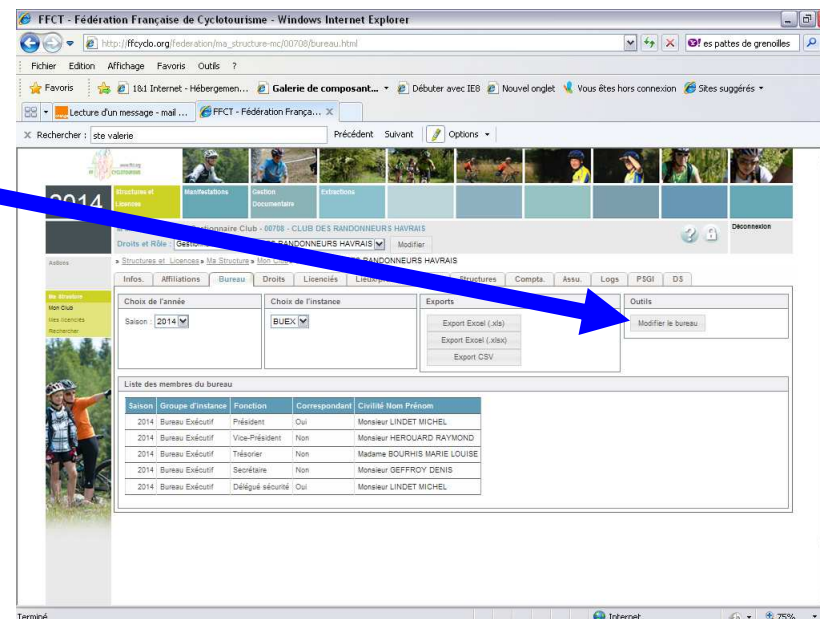 FFCT - Fédération Française de Cyclotourisme - Windows Internet Explorer
http://ffcyclo.org/federation/ma_structure-mc/00708/bureau.html
es pattes de grenoilles
Fichier Edition Affichage Favoris Outils ?
Favoris 1&1 Internet - Hébergemen... Galerie de composant... Débuter avec IE8 Nouvel onglet Vous êtes hors connexion Sites suggérés
Lecture d'un message - mail ... FFCT - Fédération França... X
X Rechercher : ste valerie Précédent Suivant Options
2014
Structures et Licences Manifestations Gestion Documentaire Extractions
Gestionnaire Club - 00708 - CLUB DES RANDONNEURS HAVRAIS
Déconnexion
Droits et Rôle : RANDONNEURS HAVRAIS Modifier
Actions
» Structures et Licences » Ma Structure » Mon RANDONNEURS HAVRAIS
Infos. Affiliations Bureau Droits Licenciés Structures Compta. Assu. Logs PSGI DS
Ma Structure
Mon Club
Mes licenciés
Rechercher
Choix de l'année Choix de l'instance Exports Outils
Saison : 2014 BUEX Export Excel (.xls) Modifier le bureau
Export Excel (.xlsx)
Export CSV
Liste des membres du bureau
Saison Groupe d'instance Fonction Correspondant Civilité Nom Prénom
2014 Bureau Exécutif Président Oui Monsieur LINDET MICHEL
2014 Bureau Exécutif Vice-Président Non Monsieur HEROUARD RAYMOND
2014 Bureau Exécutif Trésorier Non Madame BOURHIS MARIE LOUISE
2014 Bureau Exécutif Secrétaire Non Monsieur GEFFROY DENIS
2014 Bureau Exécutif Délégué sécurité Oui Monsieur LINDET MICHEL
Terminé Internet 75%